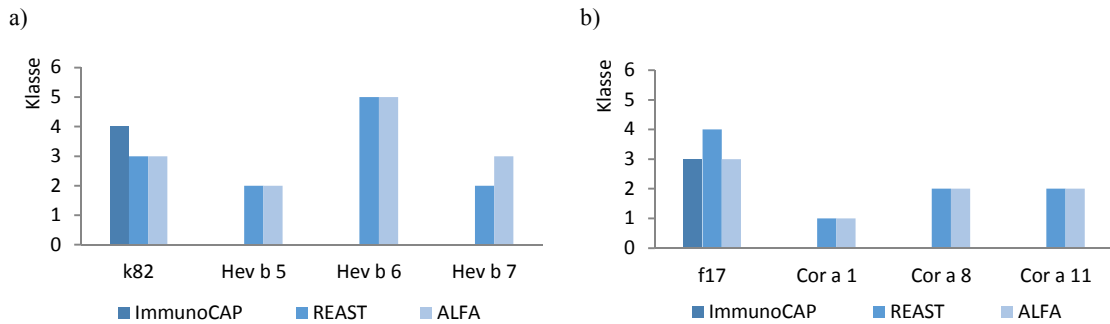 a)
Klasse
6
5
4
3
2
1
0
k82 Hev b 5 Hev b 6 Hev b 7
ImmunoCAP REAST ALFA
b)
Klasse
6
5
4
3
2
1
0
f17 Cor a 1 Cor a 8 Cor a 11
ImmunoCAP REAST ALFA